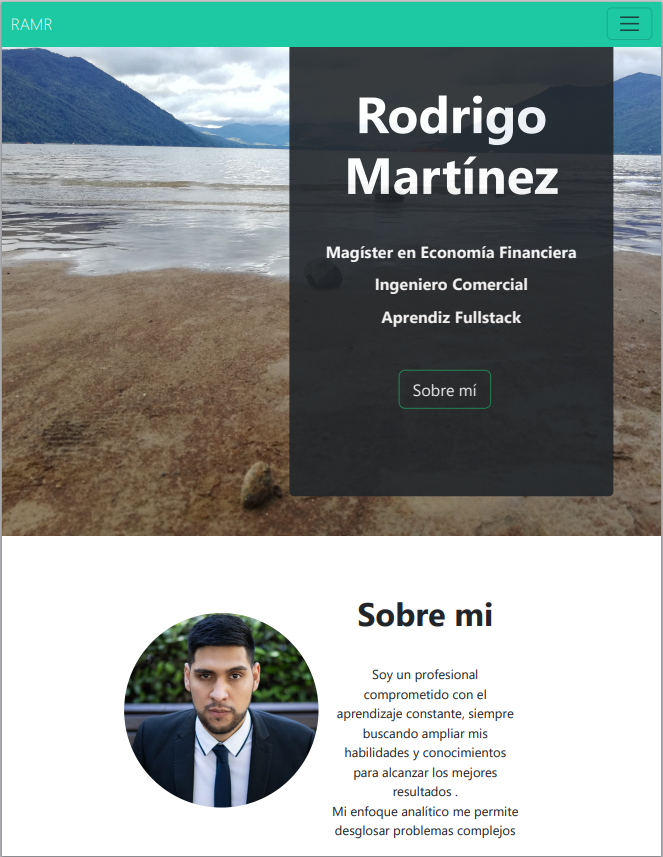 RAMR
Rodrigo
Martínez
Magíster en Economía Financiera
Ingeniero Comercial
Aprendiz Fullstack
Sobre mí
Sobre mi
Soy un profesional
comprometido con el
aprendizaje constante, siempre
buscando ampliar mis
habilidades y conocimientos
para alcanzar los mejores
resultados .
Mi enfoque analítico me permite
desglosar problemas complejos